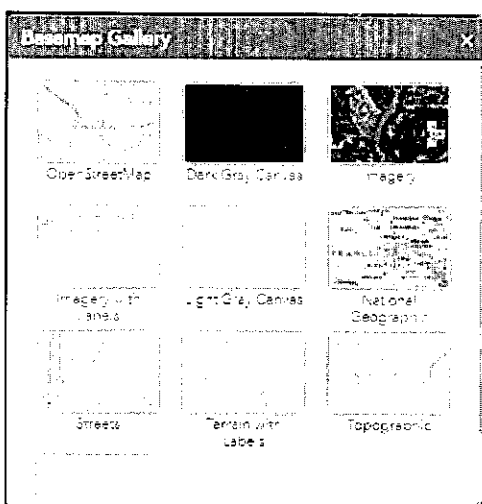 Basemap Gallery x
OpenStreetMap Dark Gray Canvas Imagery
Imagery with Labels Light Gray Canvas National Geographic
Streets Terrain with Labels Topographic